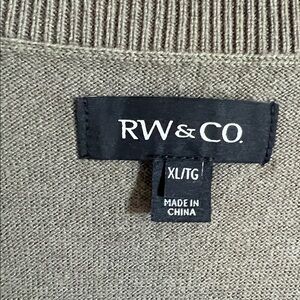 RW & CO.
XL/TG
MADE IN
CHINA